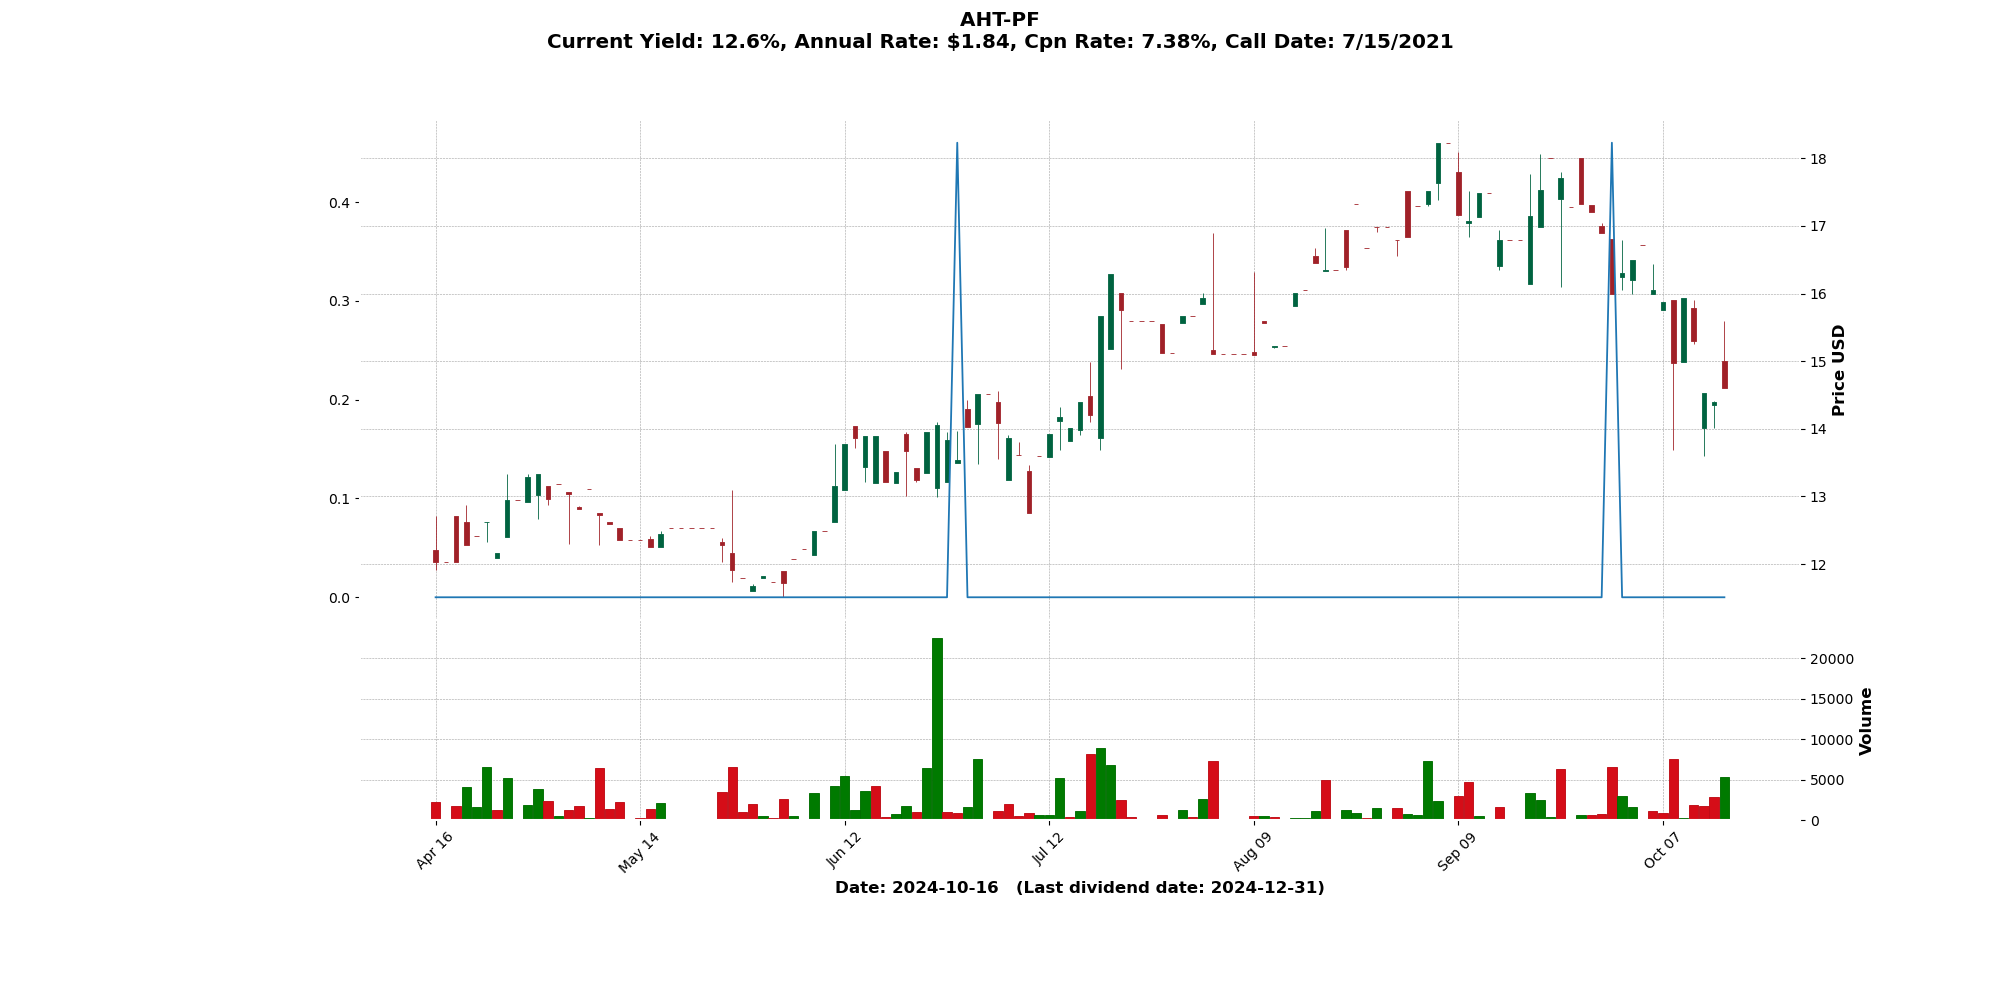 AHT-PF
Current Yield: 12.6%, Annual Rate: $1.84, Cpn Rate: 7.38%, Call Date: 7/15/2021
0.4
0.3
0.2
0.1
0.0
18
17
16
15
14
13
12
Price USD
20000
15000
10000
5000
0
Volume
Apr 16
May 14
Jun 12
Jul 12
Aug 09
Sep 09
Oct 07
Date: 2024-10-16 (Last dividend date: 2024-12-31)